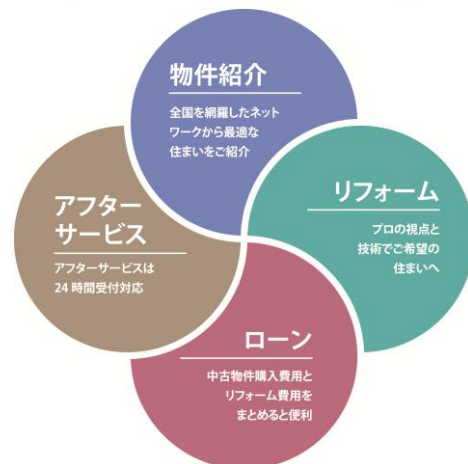 物件紹介
全国を網羅したネット
ワークから最適な
住まいをご紹介
リフォーム
プロの視点と
技術でご希望の
住まいへ
ローン
中古物件購入費用と
リフォーム費用を
まとめると便利
アフター
サービス
アフターサービスは
24時間受付対応